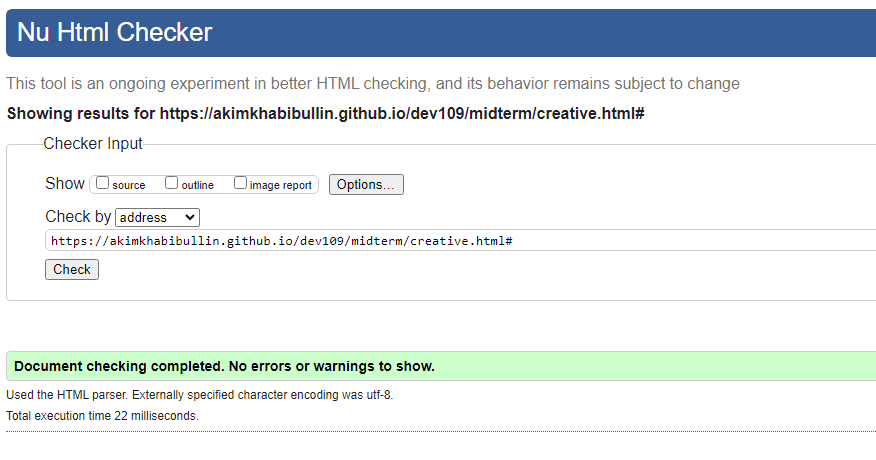 Nu Html Checker
This tool is an ongoing experiment in better HTML checking, and its behavior remains subject to change
Showing results for https://akimkhabibullin.github.io/dev109/midterm/creative.html#
Checker Input
Show source outline image report Options...
Check by address
https://akimkhabibullin.github.io/dev109/midterm/creative.html#
Check
Document checking completed. No errors or warnings to show.
Used the HTML parser. Externally specified character encoding was utf-8.
Total execution time 22 milliseconds.